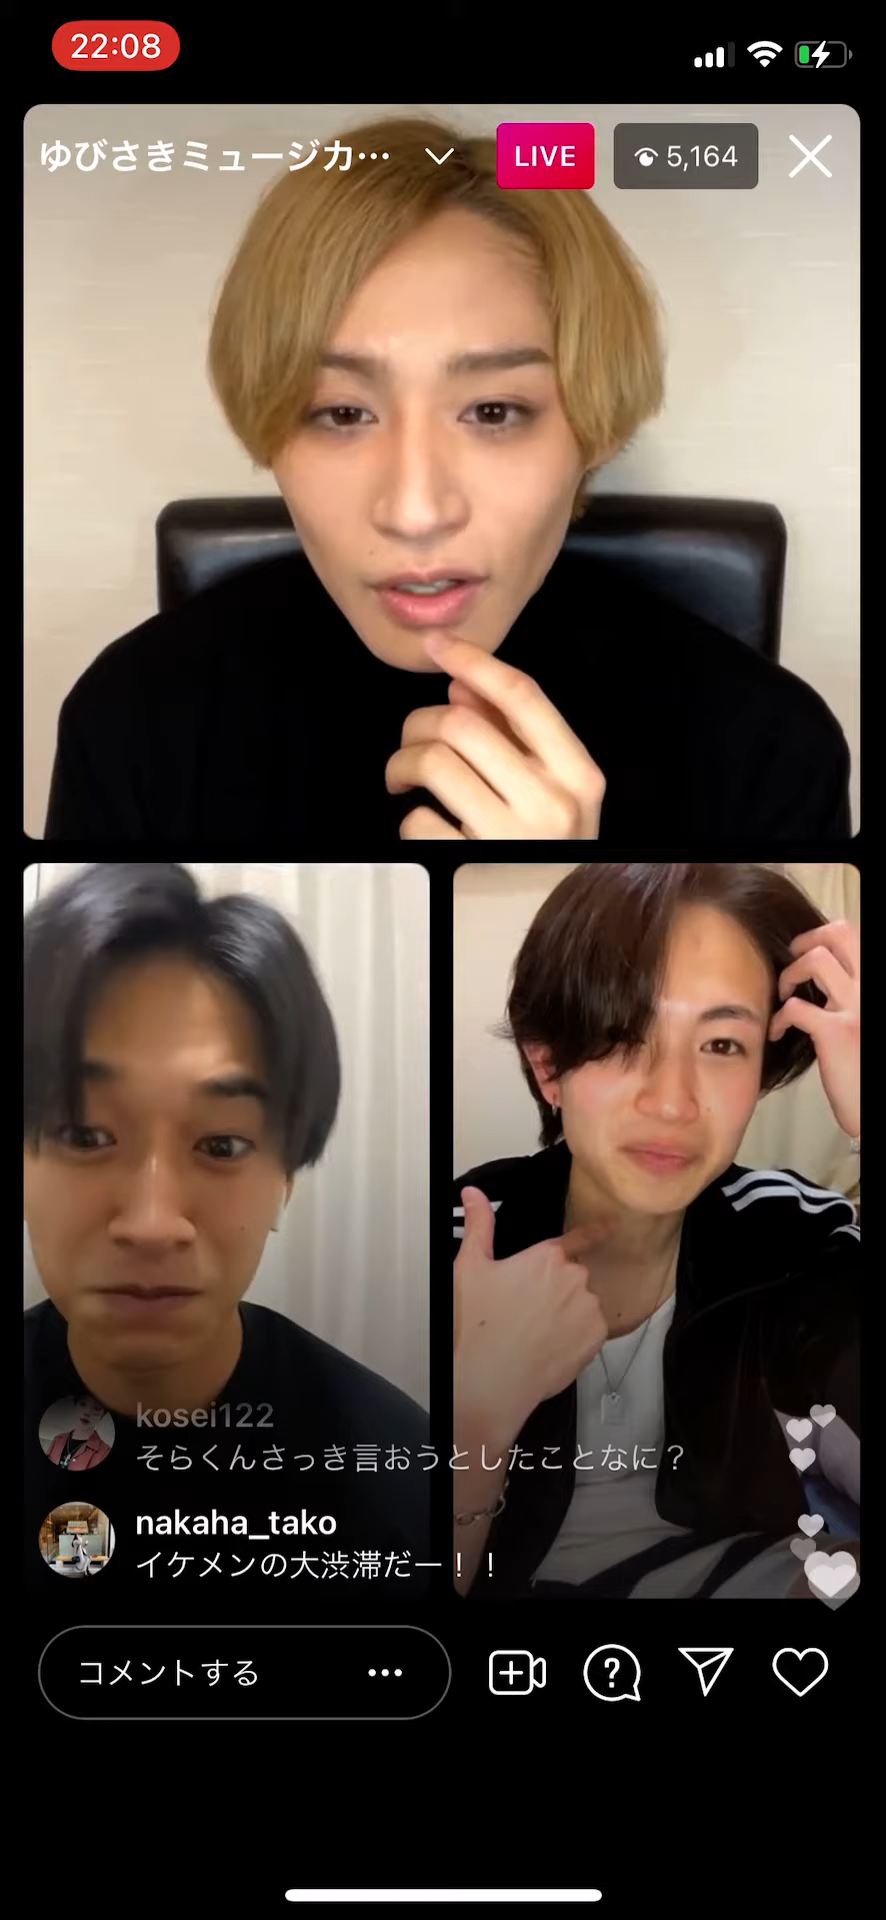 22:08
ゆびさきミュージカ…
LIVE
5,164
kosei122
そらくんさっき言おうとしたことなに？
nakaha_tako
イケメンの大渋滞だー！！
コメントする